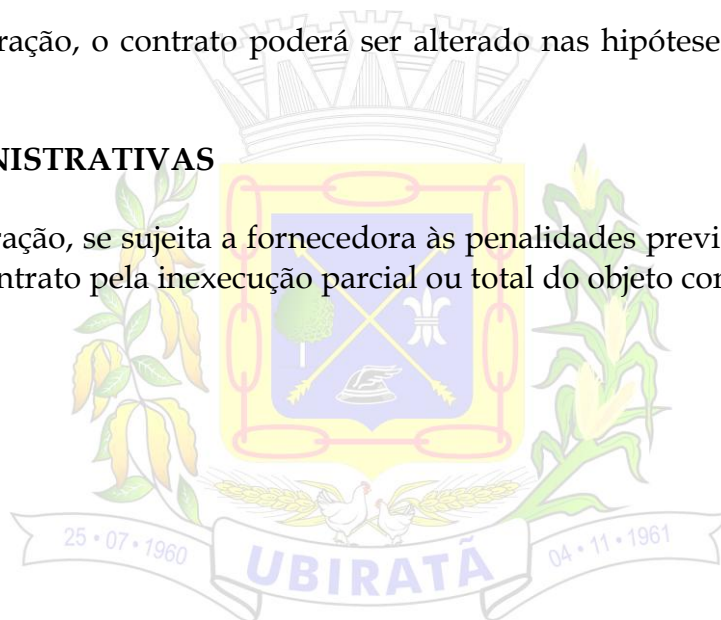 ração, o contrato poderá ser alterado nas hipótese
NISTRATIVAS
ração, se sujeita a fornecedora às penalidades previ
ntrato pela inexecução parcial ou total do objeto con
25 • 07 • 1960
UBIRATÃ
04 • 11 • 1961